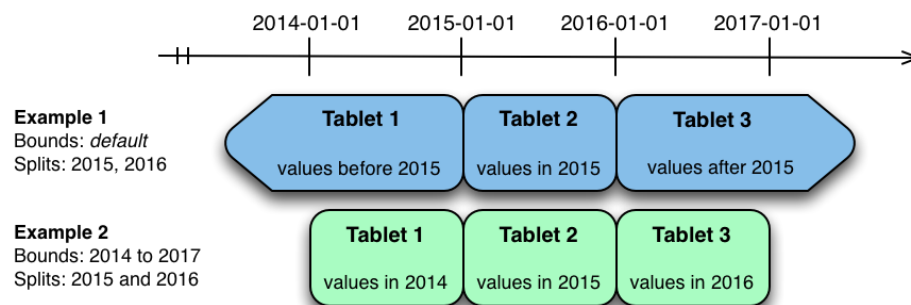 2014-01-01 2015-01-01 2016-01-01 2017-01-01
Example 1
Bounds: default
Splits: 2015, 2016
Tablet 1
values before 2015
Tablet 2
values in 2015
Tablet 3
values after 2015
Example 2
Bounds: 2014 to 2017
Splits: 2015 and 2016
Tablet 1
values in 2014
Tablet 2
values in 2015
Tablet 3
values in 2016